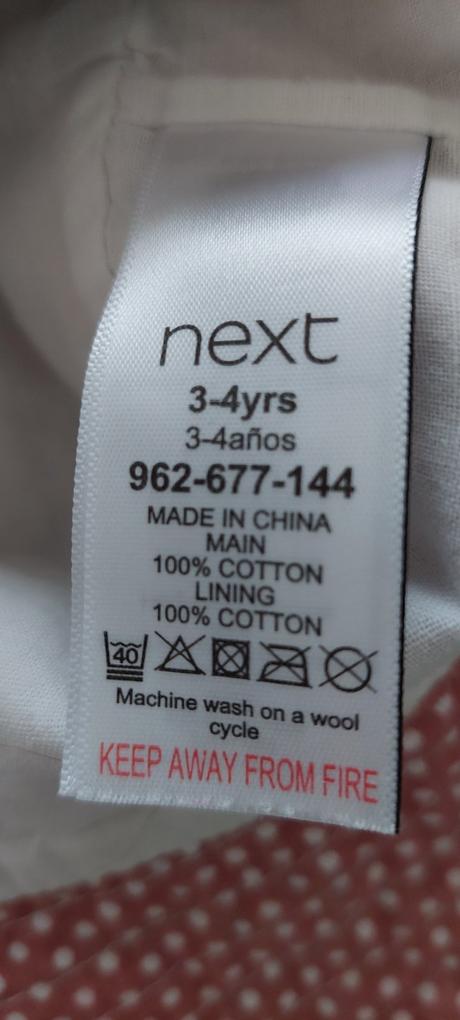 next
3-4yrs
3-4años
962-677-144
MADE IN CHINA
MAIN
100% COTTON
LINING
100% COTTON
40
Machine wash on a wool
cycle
KEEP AWAY FROM FIRE